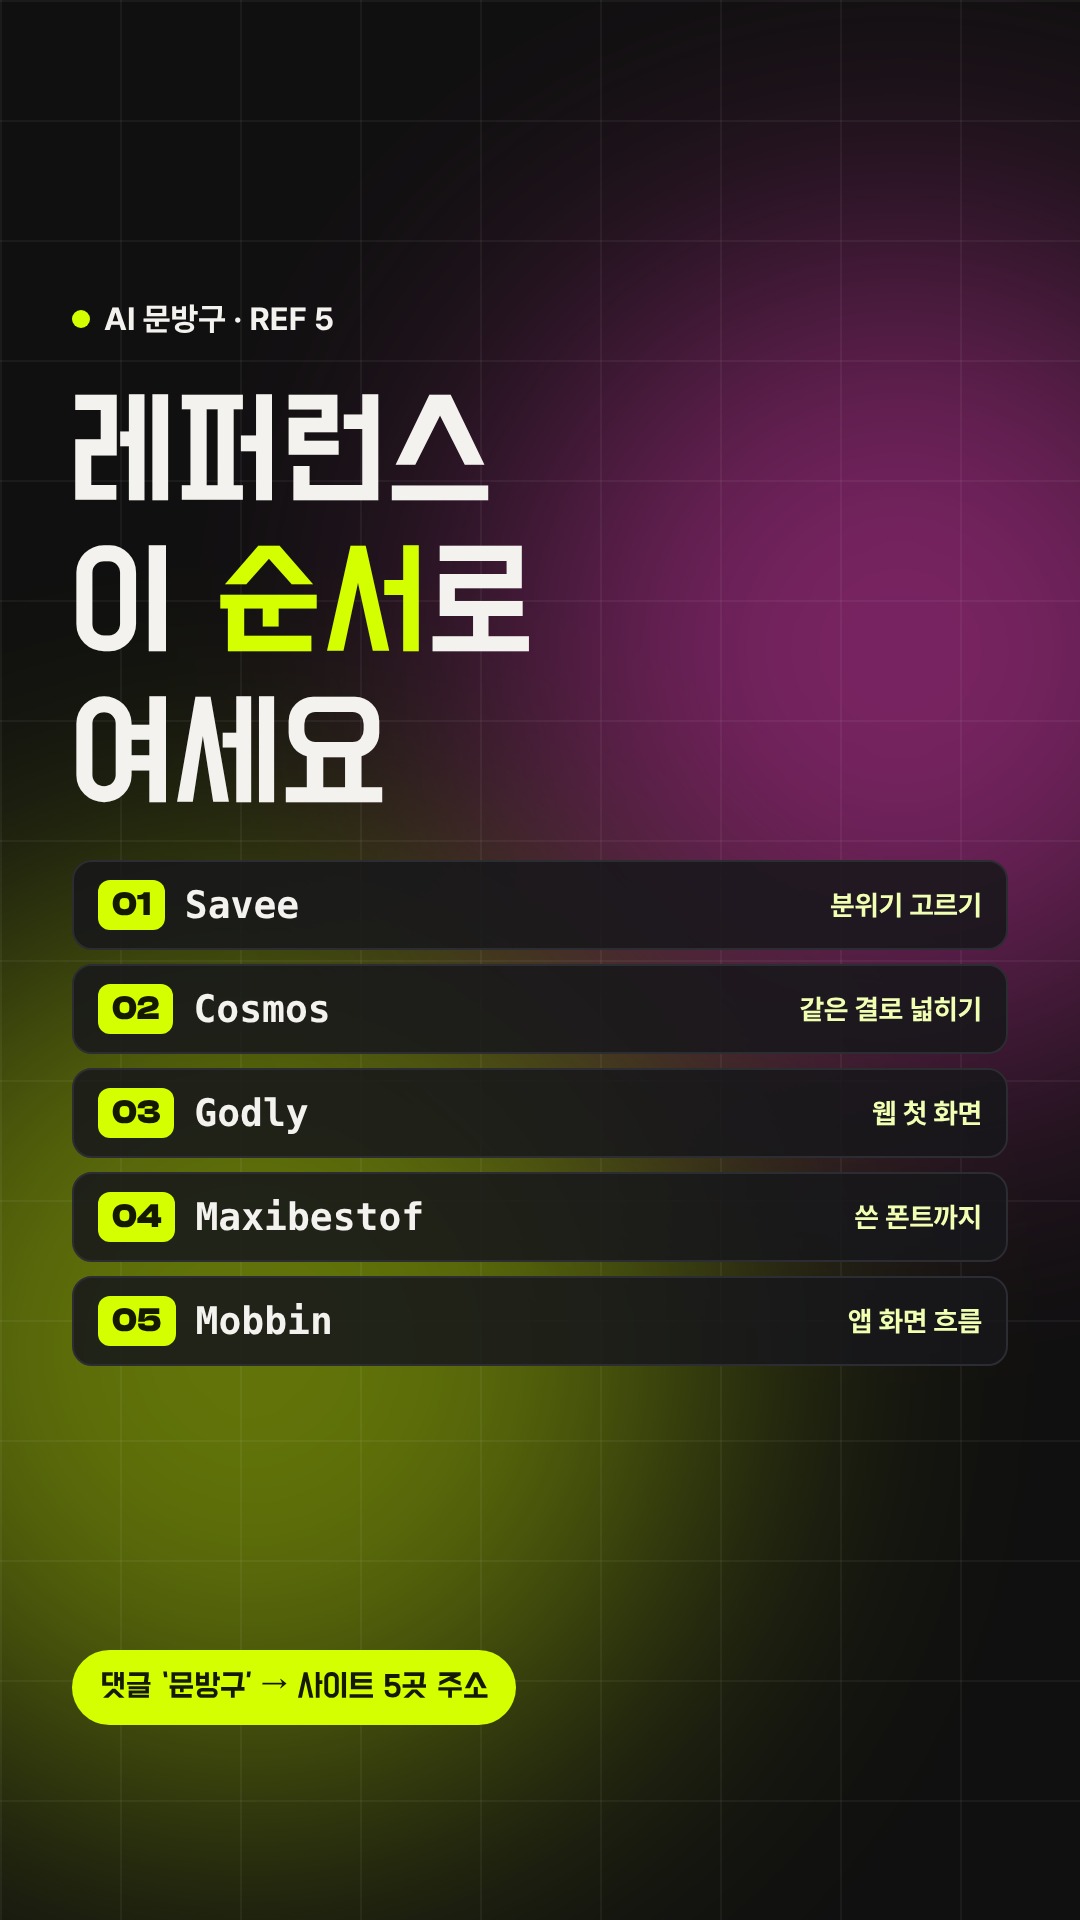 AI 문방구 · REF 5
레퍼런스
이 순서로
여세요
01 Savee 분위기 고르기
02 Cosmos 같은 결로 넓히기
03 Godly 웹 첫 화면
04 Maxibestof 쓴 폰트까지
05 Mobbin 앱 화면 흐름
댓글 ‘문방구’ → 사이트 5곳 주소